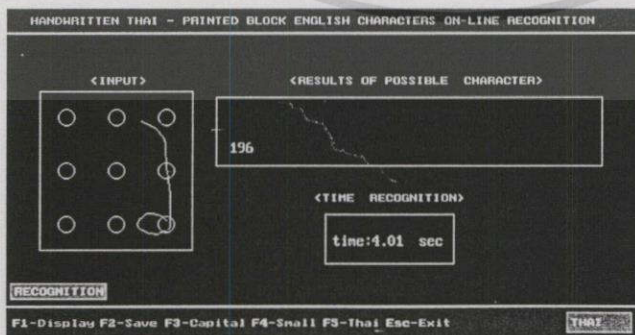 HANDWRITTEN THAI - PRINTED BLOCK ENGLISH CHARACTERS ON-LINE RECOGNITION
<INPUT>
<RESULTS OF POSSIBLE CHARACTER>
196
<TIME RECOGNITION>
time:4.01 sec
RECOGNITION
F1-Display F2-Save F3-Capital F4-Small F5-Thai Esc-Exit
THAI